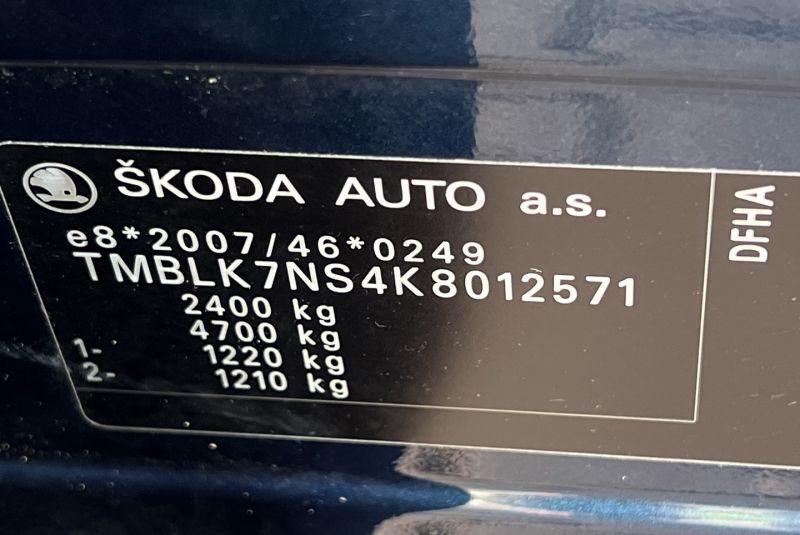 ŠKODA AUTO a.s.
e8*2007/46*0249
TMBLK7NS4K8012571
2400 kg
4700 kg
1- 1220 kg
2- 1210 kg
DFHA